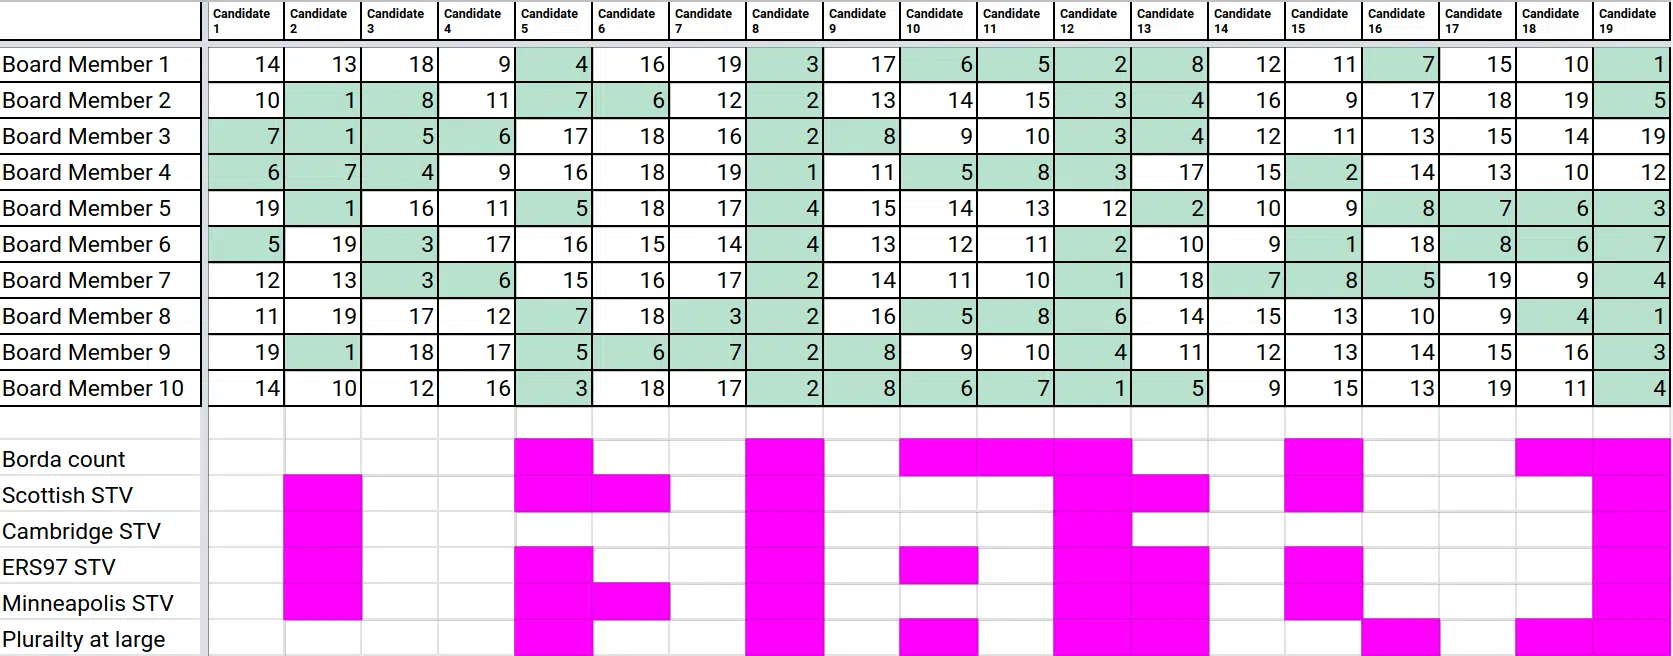 Candidate 1 Candidate 2 Candidate 3 Candidate 4 Candidate 5 Candidate 6 Candidate 7 Candidate 8 Candidate 9 Candidate 10 Candidate 11 Candidate 12 Candidate 13 Candidate 14 Candidate 15 Candidate 16 Candidate 17 Candidate 18 Candidate 19
Board Member 1 14 13 18 9 4 16 19 3 17 6 5 2 8 12 11 7 15 10 1
Board Member 2 10 1 8 11 7 6 12 2 13 14 15 3 4 16 9 17 18 19 5
Board Member 3 7 1 5 6 17 18 16 2 8 9 10 3 4 12 11 13 15 14 19
Board Member 4 6 7 4 9 16 18 19 1 11 5 8 3 17 15 2 14 13 10 12
Board Member 5 19 1 16 11 5 18 17 4 15 14 13 12 2 10 9 8 7 6 3
Board Member 6 5 19 3 17 16 15 14 4 13 12 11 2 10 9 1 18 8 6 7
Board Member 7 12 13 3 6 15 16 17 2 14 11 10 1 18 7 8 5 19 9 4
Board Member 8 11 19 17 12 7 18 3 2 16 5 8 6 14 15 13 10 9 4 1
Board Member 9 19 1 18 17 5 6 7 2 8 9 10 4 11 12 13 14 15 16 3
Board Member 10 14 10 12 16 3 18 17 2 8 6 7 1 5 9 15 13 19 11 4
Borda count
Scottish STV
Cambridge STV
ERS97 STV
Minneapolis STV
Plurailty at large